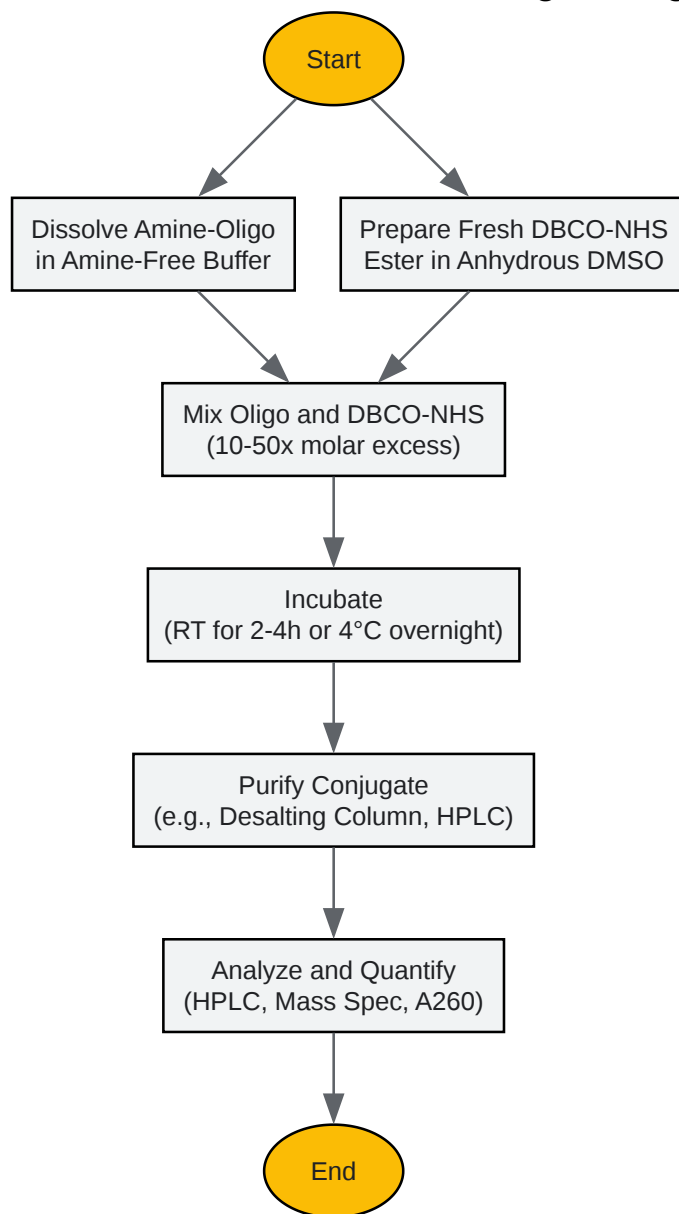 Start
Dissolve Amine-Oligo
in Amine-Free Buffer
Prepare Fresh DBCO-NHS
Ester in Anhydrous DMSO
Mix Oligo and DBCO-NHS
(10-50x molar excess)
Incubate
(RT for 2-4h or 4°C overnight)
Purify Conjugate
(e.g., Desalting Column, HPLC)
Analyze and Quantify
(HPLC, Mass Spec, A260)
End